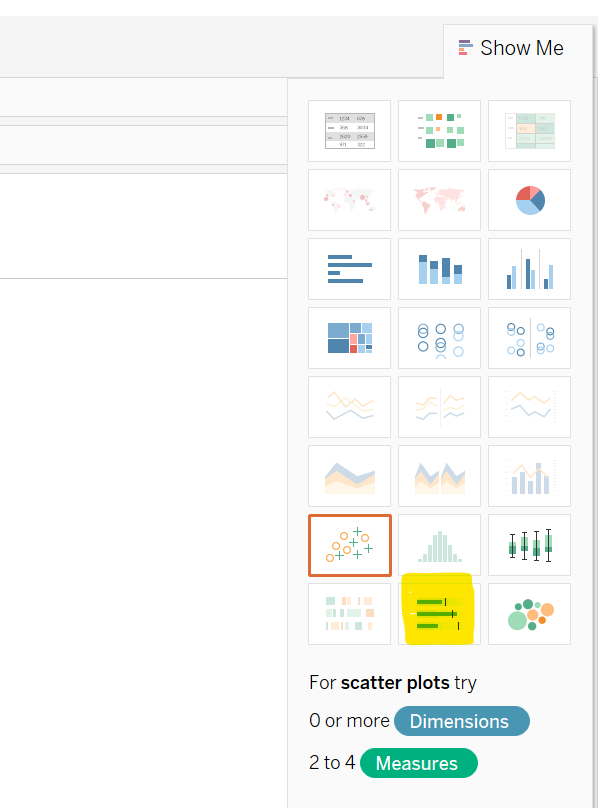 Show Me
For scatter plots try
0 or more Dimensions
2 to 4 Measures